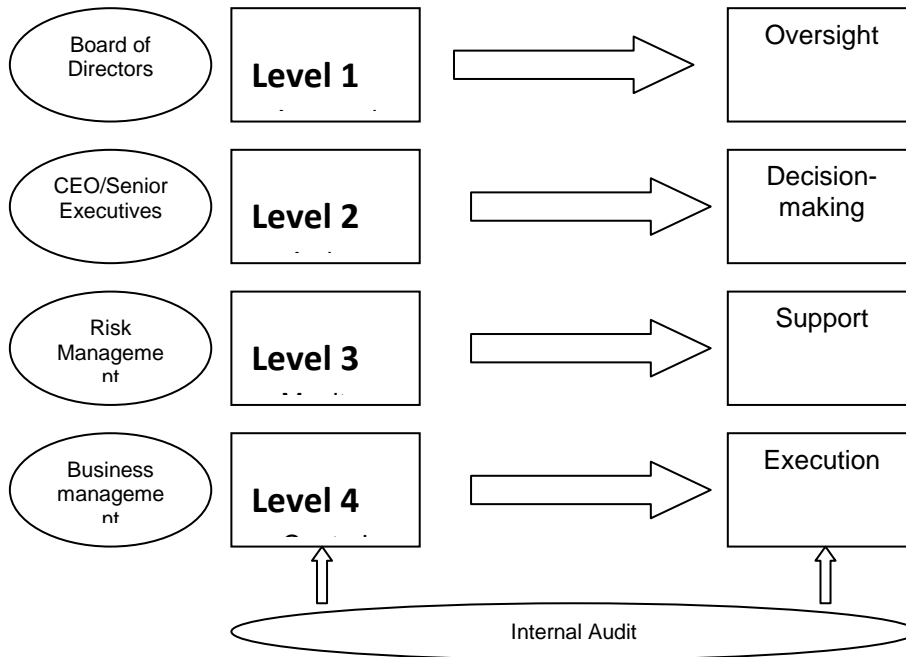 Board of
Directors
Level 1
Oversight
CEO/Senior
Executives
Level 2
Decision-
making
Risk
Manageme
nt
Level 3
Support
Business
manageme
nt
Level 4
Execution
Internal Audit